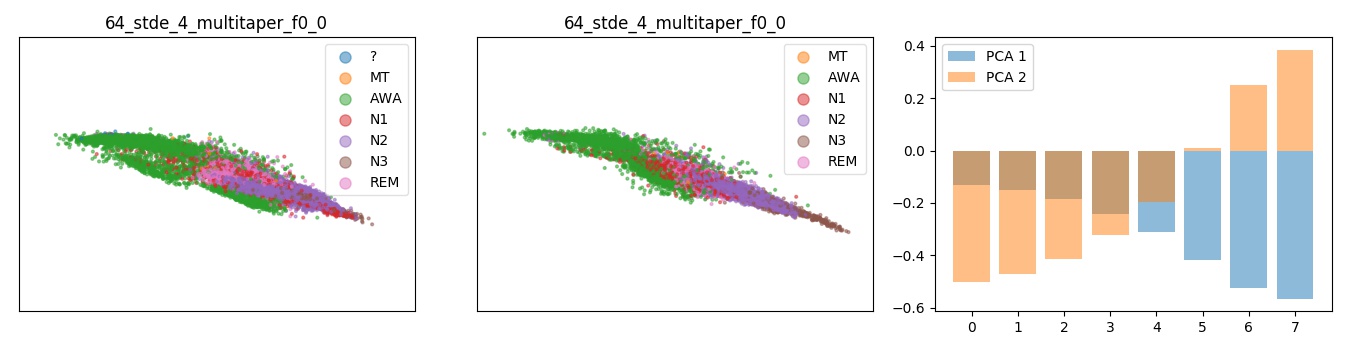 64_stde_4_multitaper_f0_0
?
MT
AWA
N1
N2
N3
REM
64_stde_4_multitaper_f0_0
MT
AWA
N1
N2
N3
REM
PCA 1
PCA 2
0.4
0.2
0.0
−0.2
−0.4
−0.6
0 1 2 3 4 5 6 7